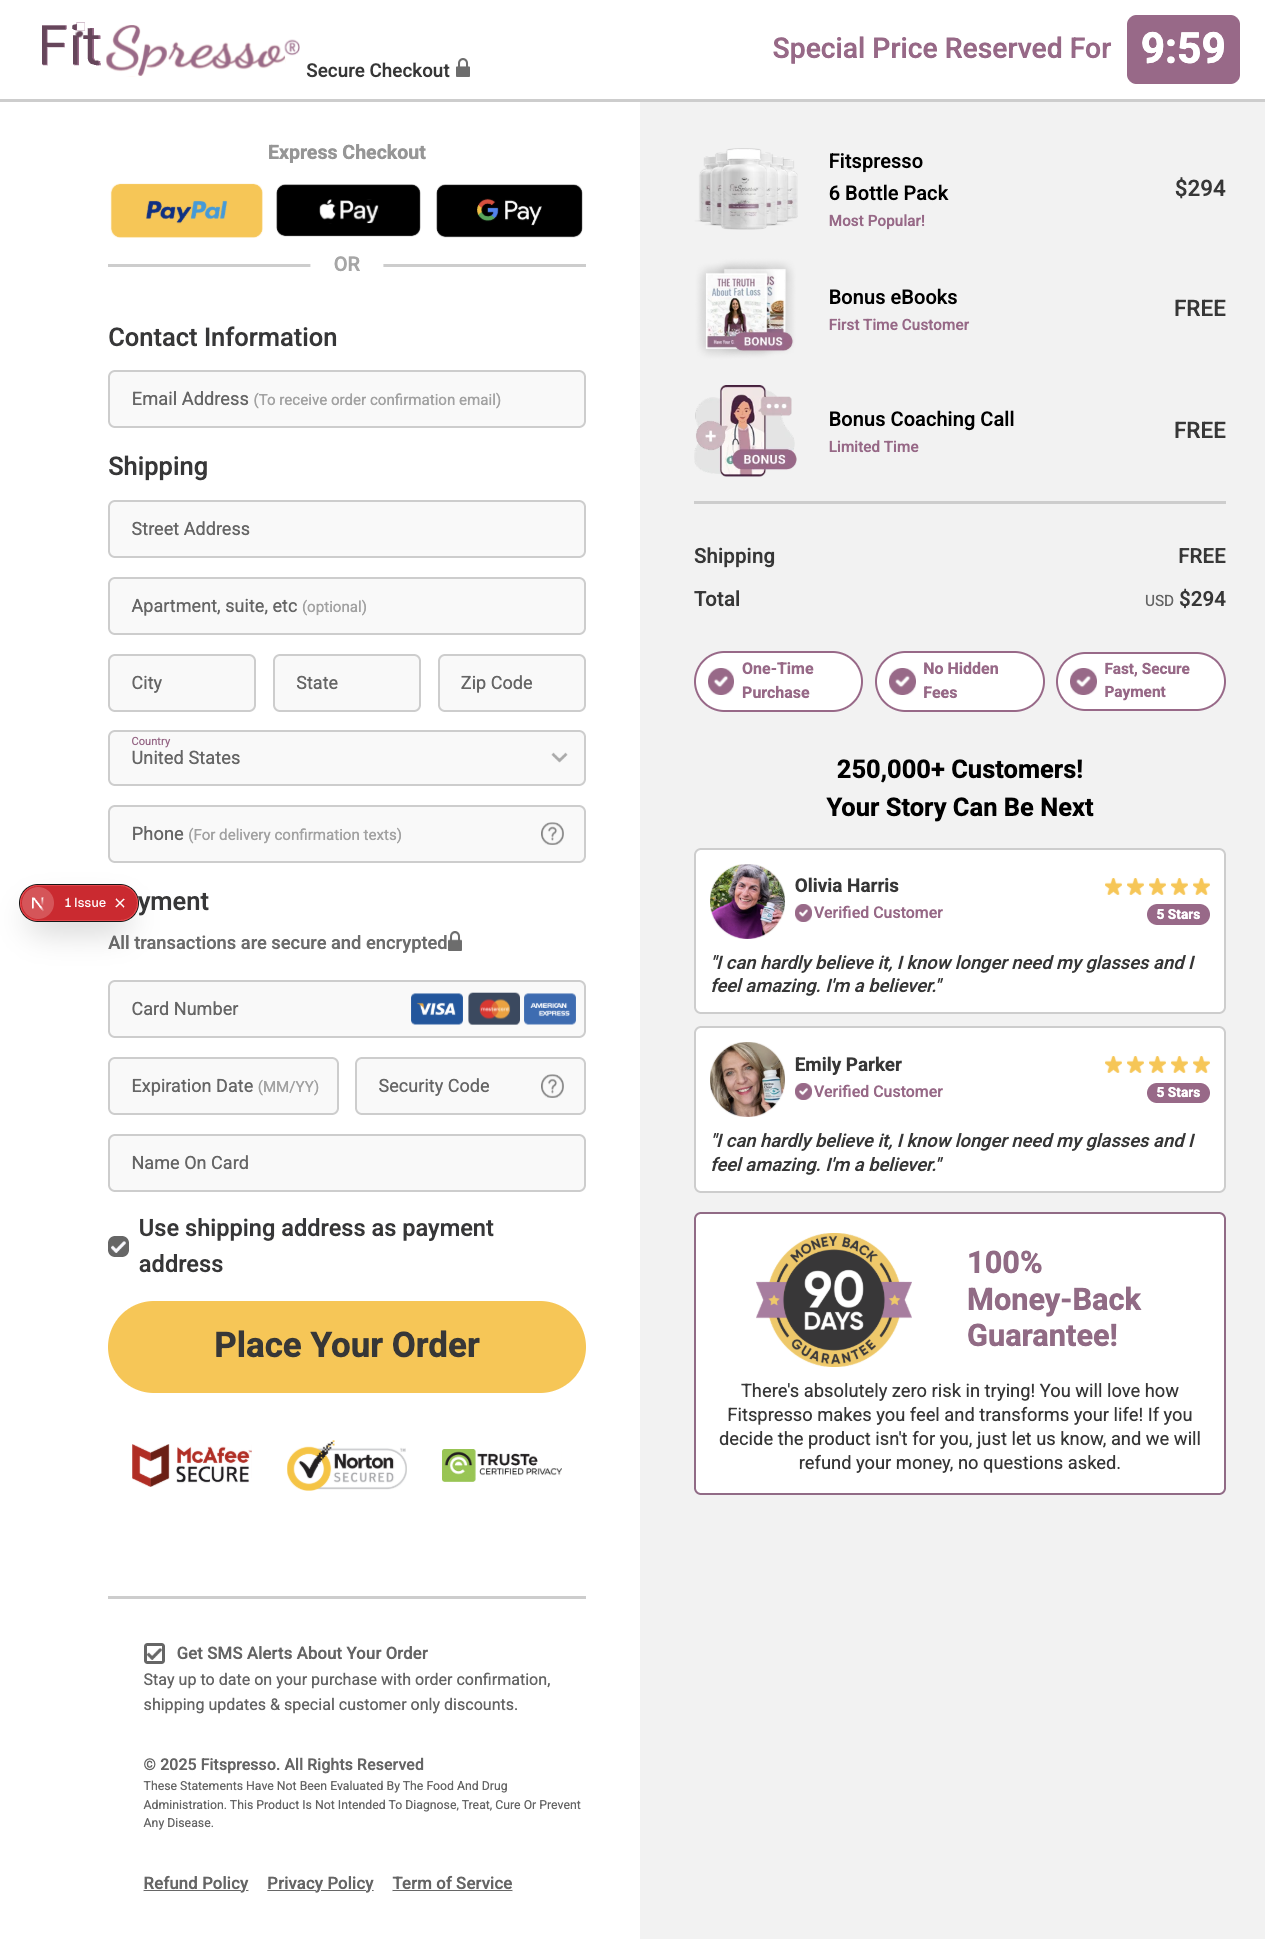 FitSpresso®
Secure Checkout
Special Price Reserved For
9:59
Express Checkout
PayPal
Pay
G Pay
OR
Contact Information
Email Address (To receive order confirmation email)
Shipping
Street Address
Apartment, suite, etc (optional)
City
State
Zip Code
Country
United States
Phone (For delivery confirmation texts)
?
N
1 Issue
yment
All transactions are secure and encrypted
Card Number
VISA
mastercard
AMERICAN
EXPRESS
Expiration Date (MM/YY)
Security Code
?
Name On Card
Use shipping address as payment
address
Place Your Order
McAfee™
SECURE
Norton™
SECURED
TRUSTe
CERTIFIED PRIVACY
Get SMS Alerts About Your Order
Stay up to date on your purchase with order confirmation,
shipping updates & special customer only discounts.
© 2025 Fitspresso. All Rights Reserved
These Statements Have Not Been Evaluated By The Food And Drug
Administration. This Product Is Not Intended To Diagnose, Treat, Cure Or Prevent
Any Disease.
Refund Policy
Privacy Policy
Term of Service
FitSpresso
Fitspresso
6 Bottle Pack
Most Popular!
$294
THE TRUTH
About Fat Loss
BONUS
Bonus eBooks
First Time Customer
FREE
BONUS
Bonus Coaching Call
Limited Time
FREE
Shipping
FREE
Total
USD $294
One-Time
Purchase
No Hidden
Fees
Fast, Secure
Payment
250,000+ Customers!
Your Story Can Be Next
Olivia Harris
Verified Customer
5 Stars
"I can hardly believe it, I know longer need my glasses and I
feel amazing. I'm a believer."
Emily Parker
Verified Customer
5 Stars
"I can hardly believe it, I know longer need my glasses and I
feel amazing. I'm a believer."
MONEY BACK
90
DAYS
GUARANTEE
100%
Money-Back
Guarantee!
There's absolutely zero risk in trying! You will love how
Fitspresso makes you feel and transforms your life! If you
decide the product isn't for you, just let us know, and we will
refund your money, no questions asked.